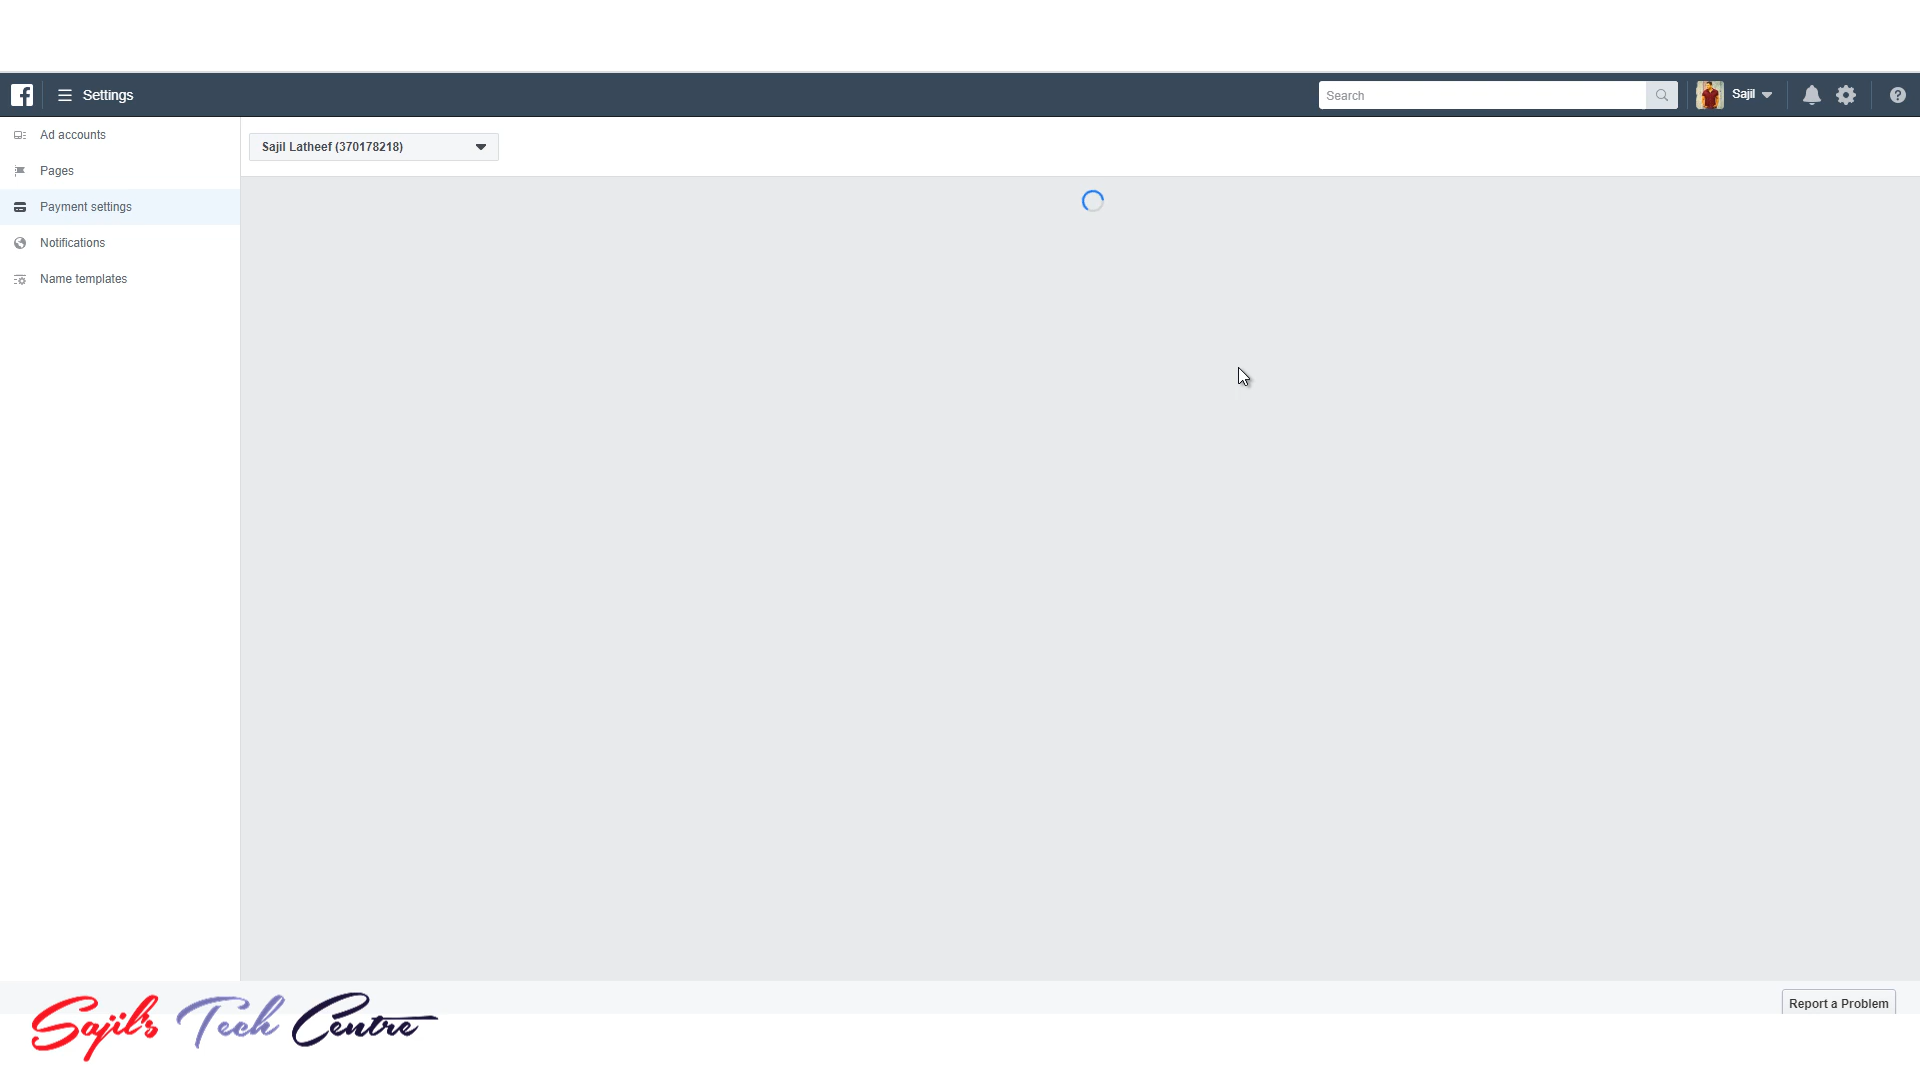 Settings
Search
Sajil
Ad accounts
Sajil Latheef (370178218)
Pages
Payment settings
Notifications
Name templates
Report a Problem
Sajil's Tech Centre